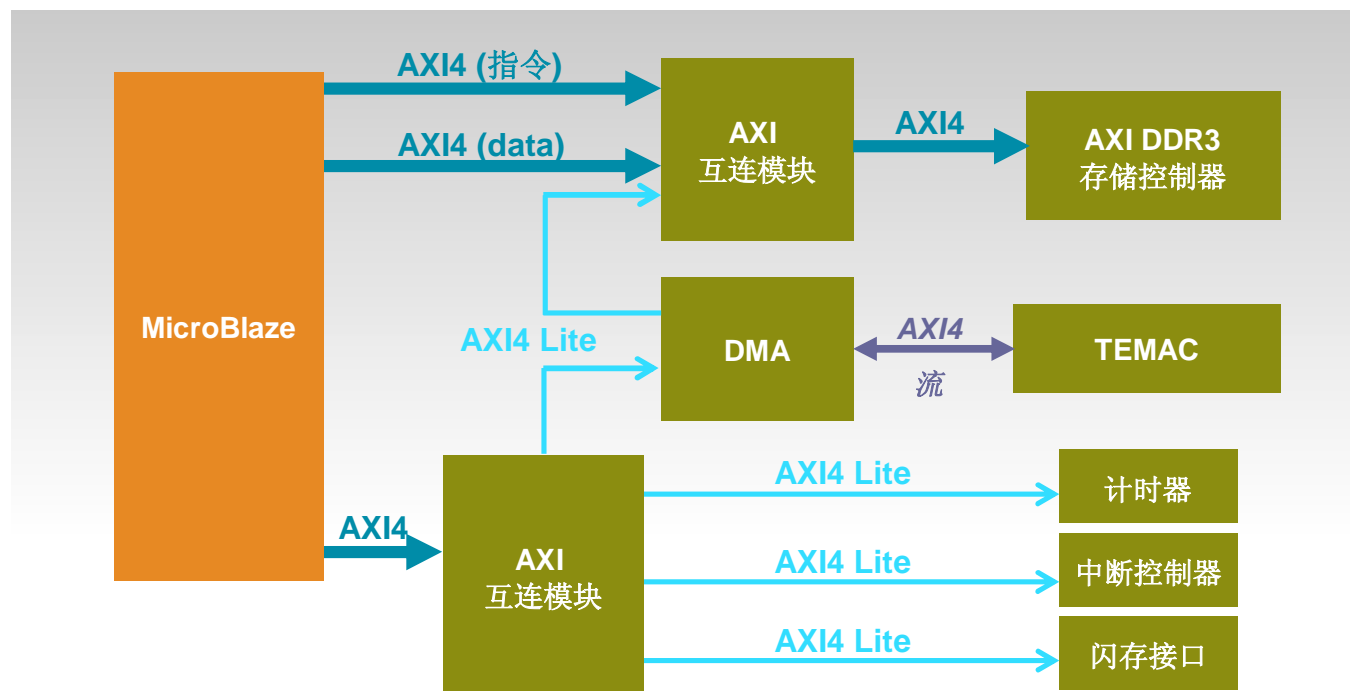 AXI4 (指令)
AXI4 (data)
AXI
互连模块
AXI4
AXI DDR3
存储控制器
MicroBlaze
AXI4 Lite
DMA
AXI4
流
TEMAC
AXI4
AXI
互连模块
AXI4 Lite
计时器
AXI4 Lite
中断控制器
AXI4 Lite
闪存接口